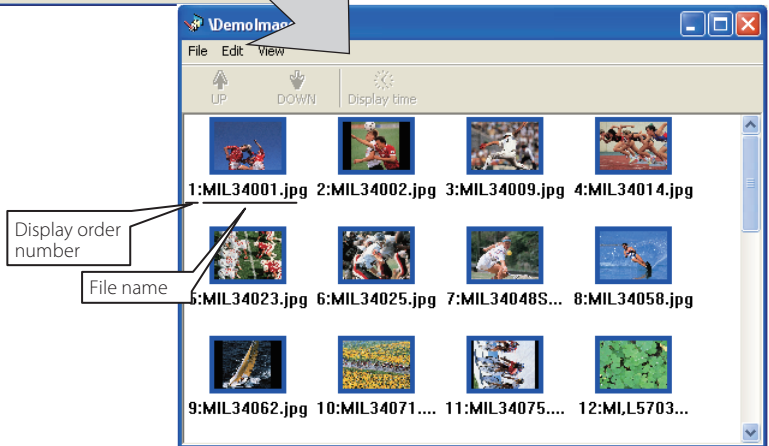 \DemoImag
File Edit View
UP DOWN Display time
1:MIL34001.jpg 2:MIL34002.jpg 3:MIL34009.jpg 4:MIL34014.jpg
Display order
number
File name
5:MIL34023.jpg 6:MIL34025.jpg 7:MIL34048S... 8:MIL34058.jpg
9:MIL34062.jpg 10:MIL34071.... 11:MIL34075.... 12:MI,L5703...